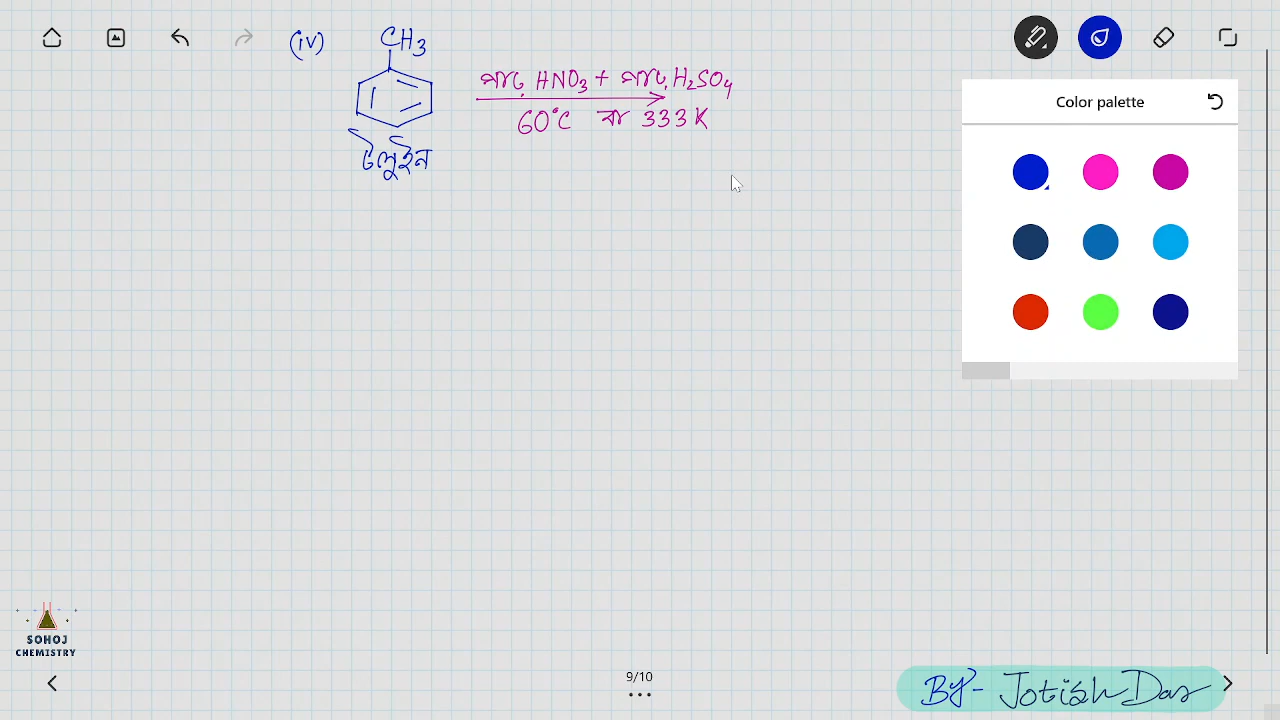 (iv)
CH3
গাঢ় HNO3 + গাঢ় H2SO4
60°C বা 333 K
টলুইন
Color palette
SOHOJ
CHEMISTRY
9/10
BY- Jotish Das